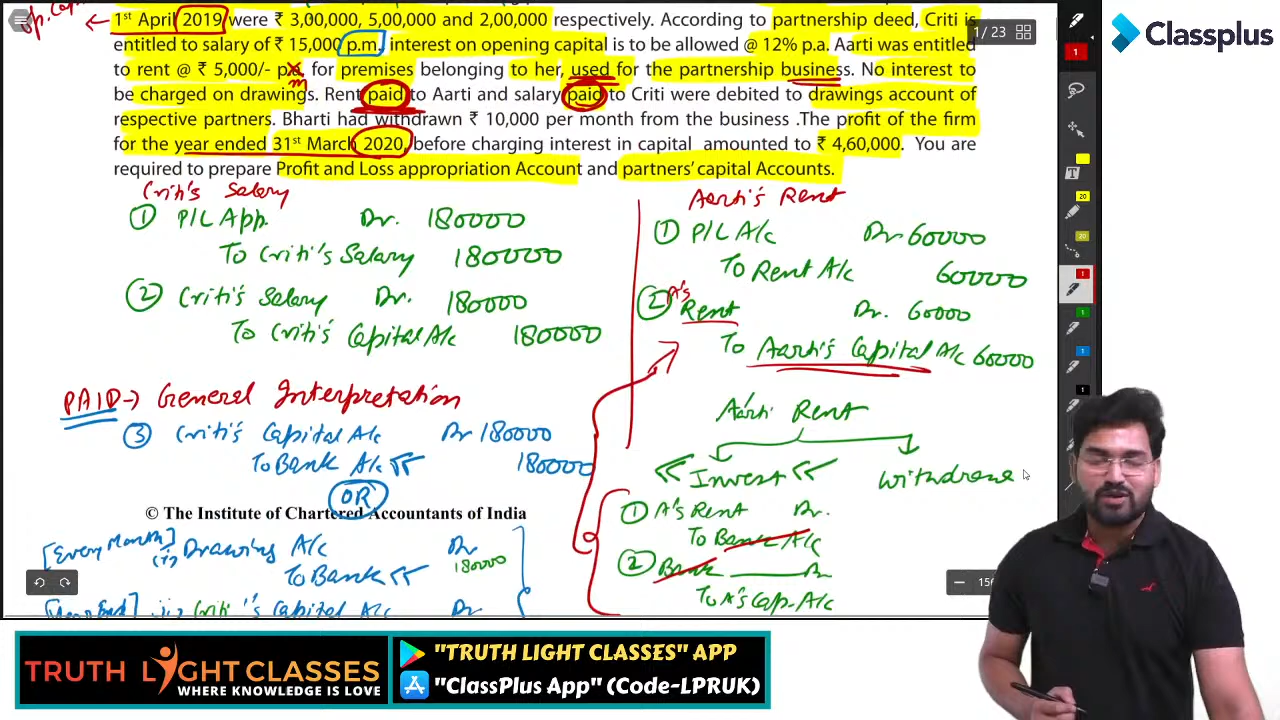 1st April 2019 were ₹ 3,00,000, 5,00,000 and 2,00,000 respectively. According to partnership deed, Criti is
entitled to salary of ₹ 15,000 p.m. interest on opening capital is to be allowed @ 12% p.a. Aarti was entitled
to rent @ ₹ 5,000/- p.a. for premises belonging to her, used for the partnership business. No interest to
m
be charged on drawings. Rent paid to Aarti and salary paid to Criti were debited to drawings account of
respective partners. Bharti had withdrawn ₹ 10,000 per month from the business .The profit of the firm
for the year ended 31st March 2020, before charging interest in capital amounted to ₹ 4,60,000. You are
required to prepare Profit and Loss appropriation Account and partners' capital Accounts.
1/23
Classplus
Criti's Salary
① P/L App. Dr. 180000
To Criti's Salary 180000
② Criti's Salary Dr. 180000
To Criti's Capital A/c 180000
Aarti's Rent
① P/L A/c Dr 60000
To Rent A/c 60000
② A's Rent Dr. 60000
To Aarti's Capital A/c 60000
PAID → General Interpretation
③ Criti's Capital A/c Dr 180000
To Bank A/c 180000
OR
Aarti Rent
Invest Withdraw
① A's Rent Dr.
To Bank A/c
② Bank Dr
To A's Cap. A/c
© The Institute of Chartered Accountants of India
[Every Month] (i) Drawing A/c Dr 180000
To Bank
[Year End] Criti's Capital A/c Dr
TRUTH LIGHT CLASSES
WHERE KNOWLEDGE IS LOVE
"TRUTH LIGHT CLASSES" APP
"ClassPlus App" (Code-LPRUK)